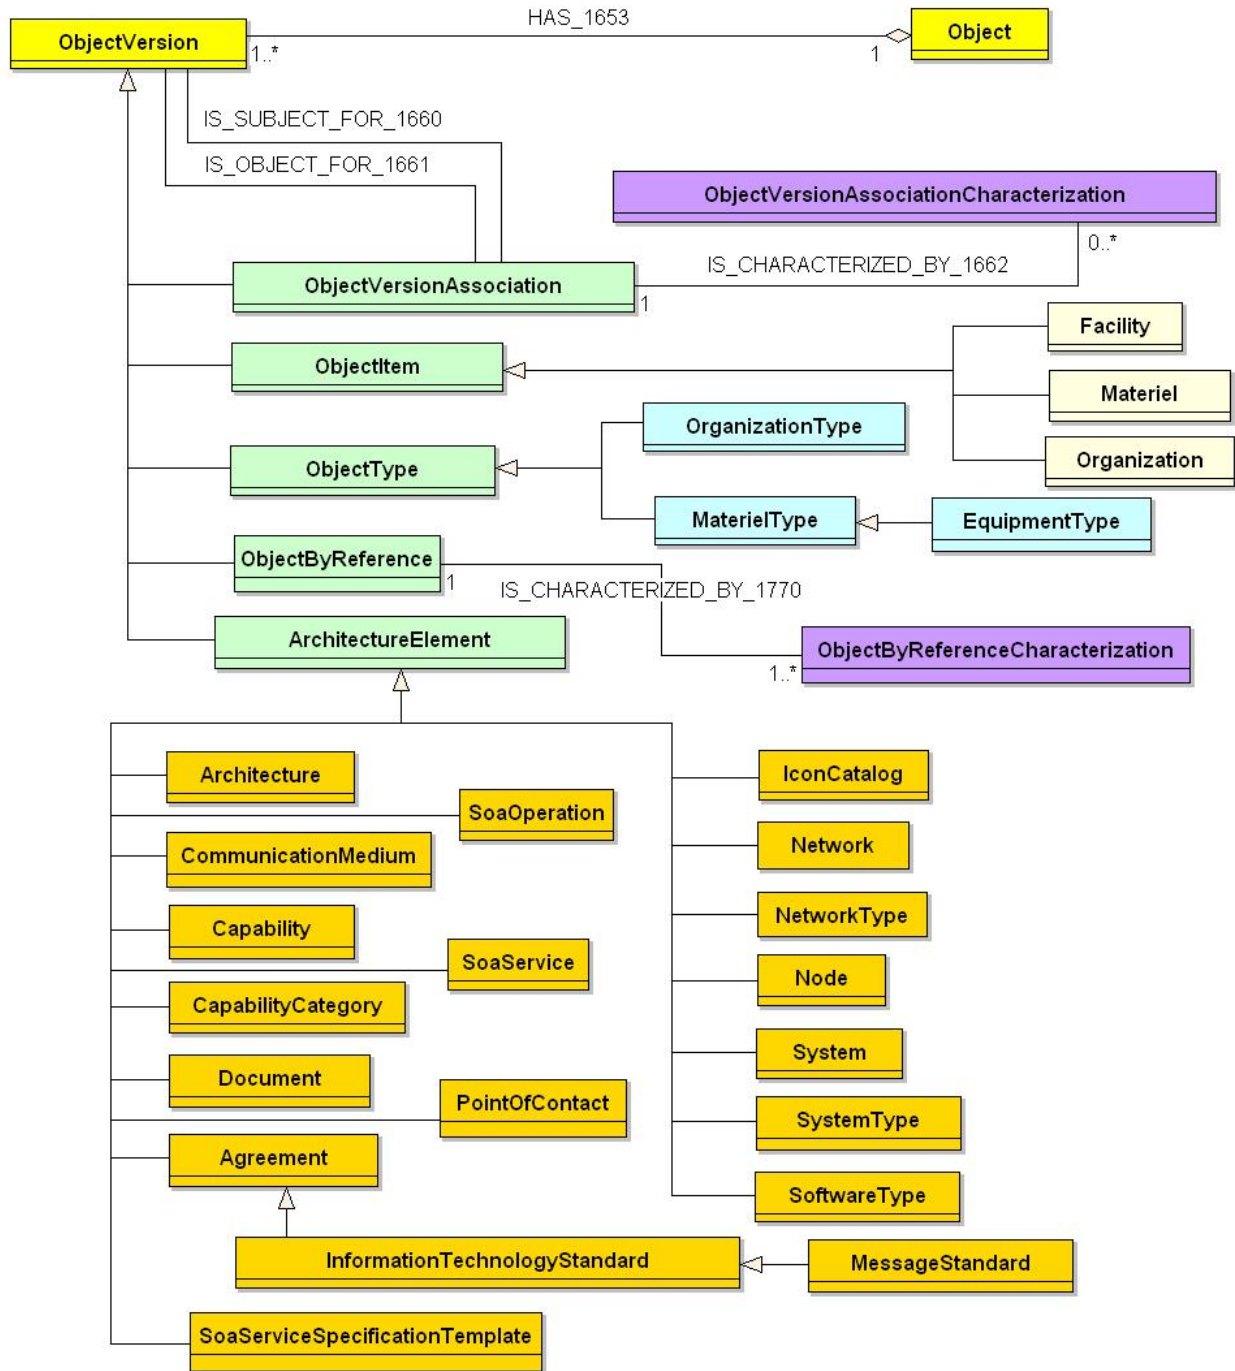 HAS_1653
ObjectVersion
Object
1..*
1
IS_SUBJECT_FOR_1660
IS_OBJECT_FOR_1661
ObjectVersionAssociationCharacterization
0..*
IS_CHARACTERIZED_BY_1662
ObjectVersionAssociation
1
Facility
ObjectItem
Materiel
OrganizationType
Organization
ObjectType
MaterielType
EquipmentType
ObjectByReference
1
IS_CHARACTERIZED_BY_1770
ArchitectureElement
ObjectByReferenceCharacterization
1..*
Architecture
IconCatalog
SoaOperation
CommunicationMedium
Network
Capability
NetworkType
SoaService
Node
CapabilityCategory
System
Document
PointOfContact
SystemType
Agreement
SoftwareType
InformationTechnologyStandard
MessageStandard
SoaServiceSpecificationTemplate